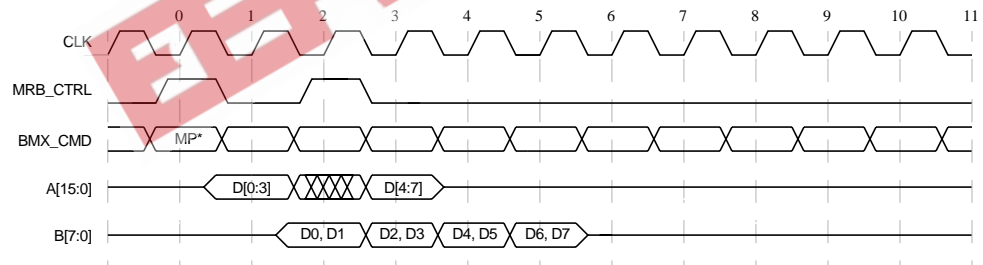 0 1 2 3 4 5 6 7 8 9 10 11
CLK
MRB_CTRL
BMX_CMD MP*
A[15:0] D[0:3] D[4:7]
B[7:0] D0, D1 D2, D3 D4, D5 D6, D7